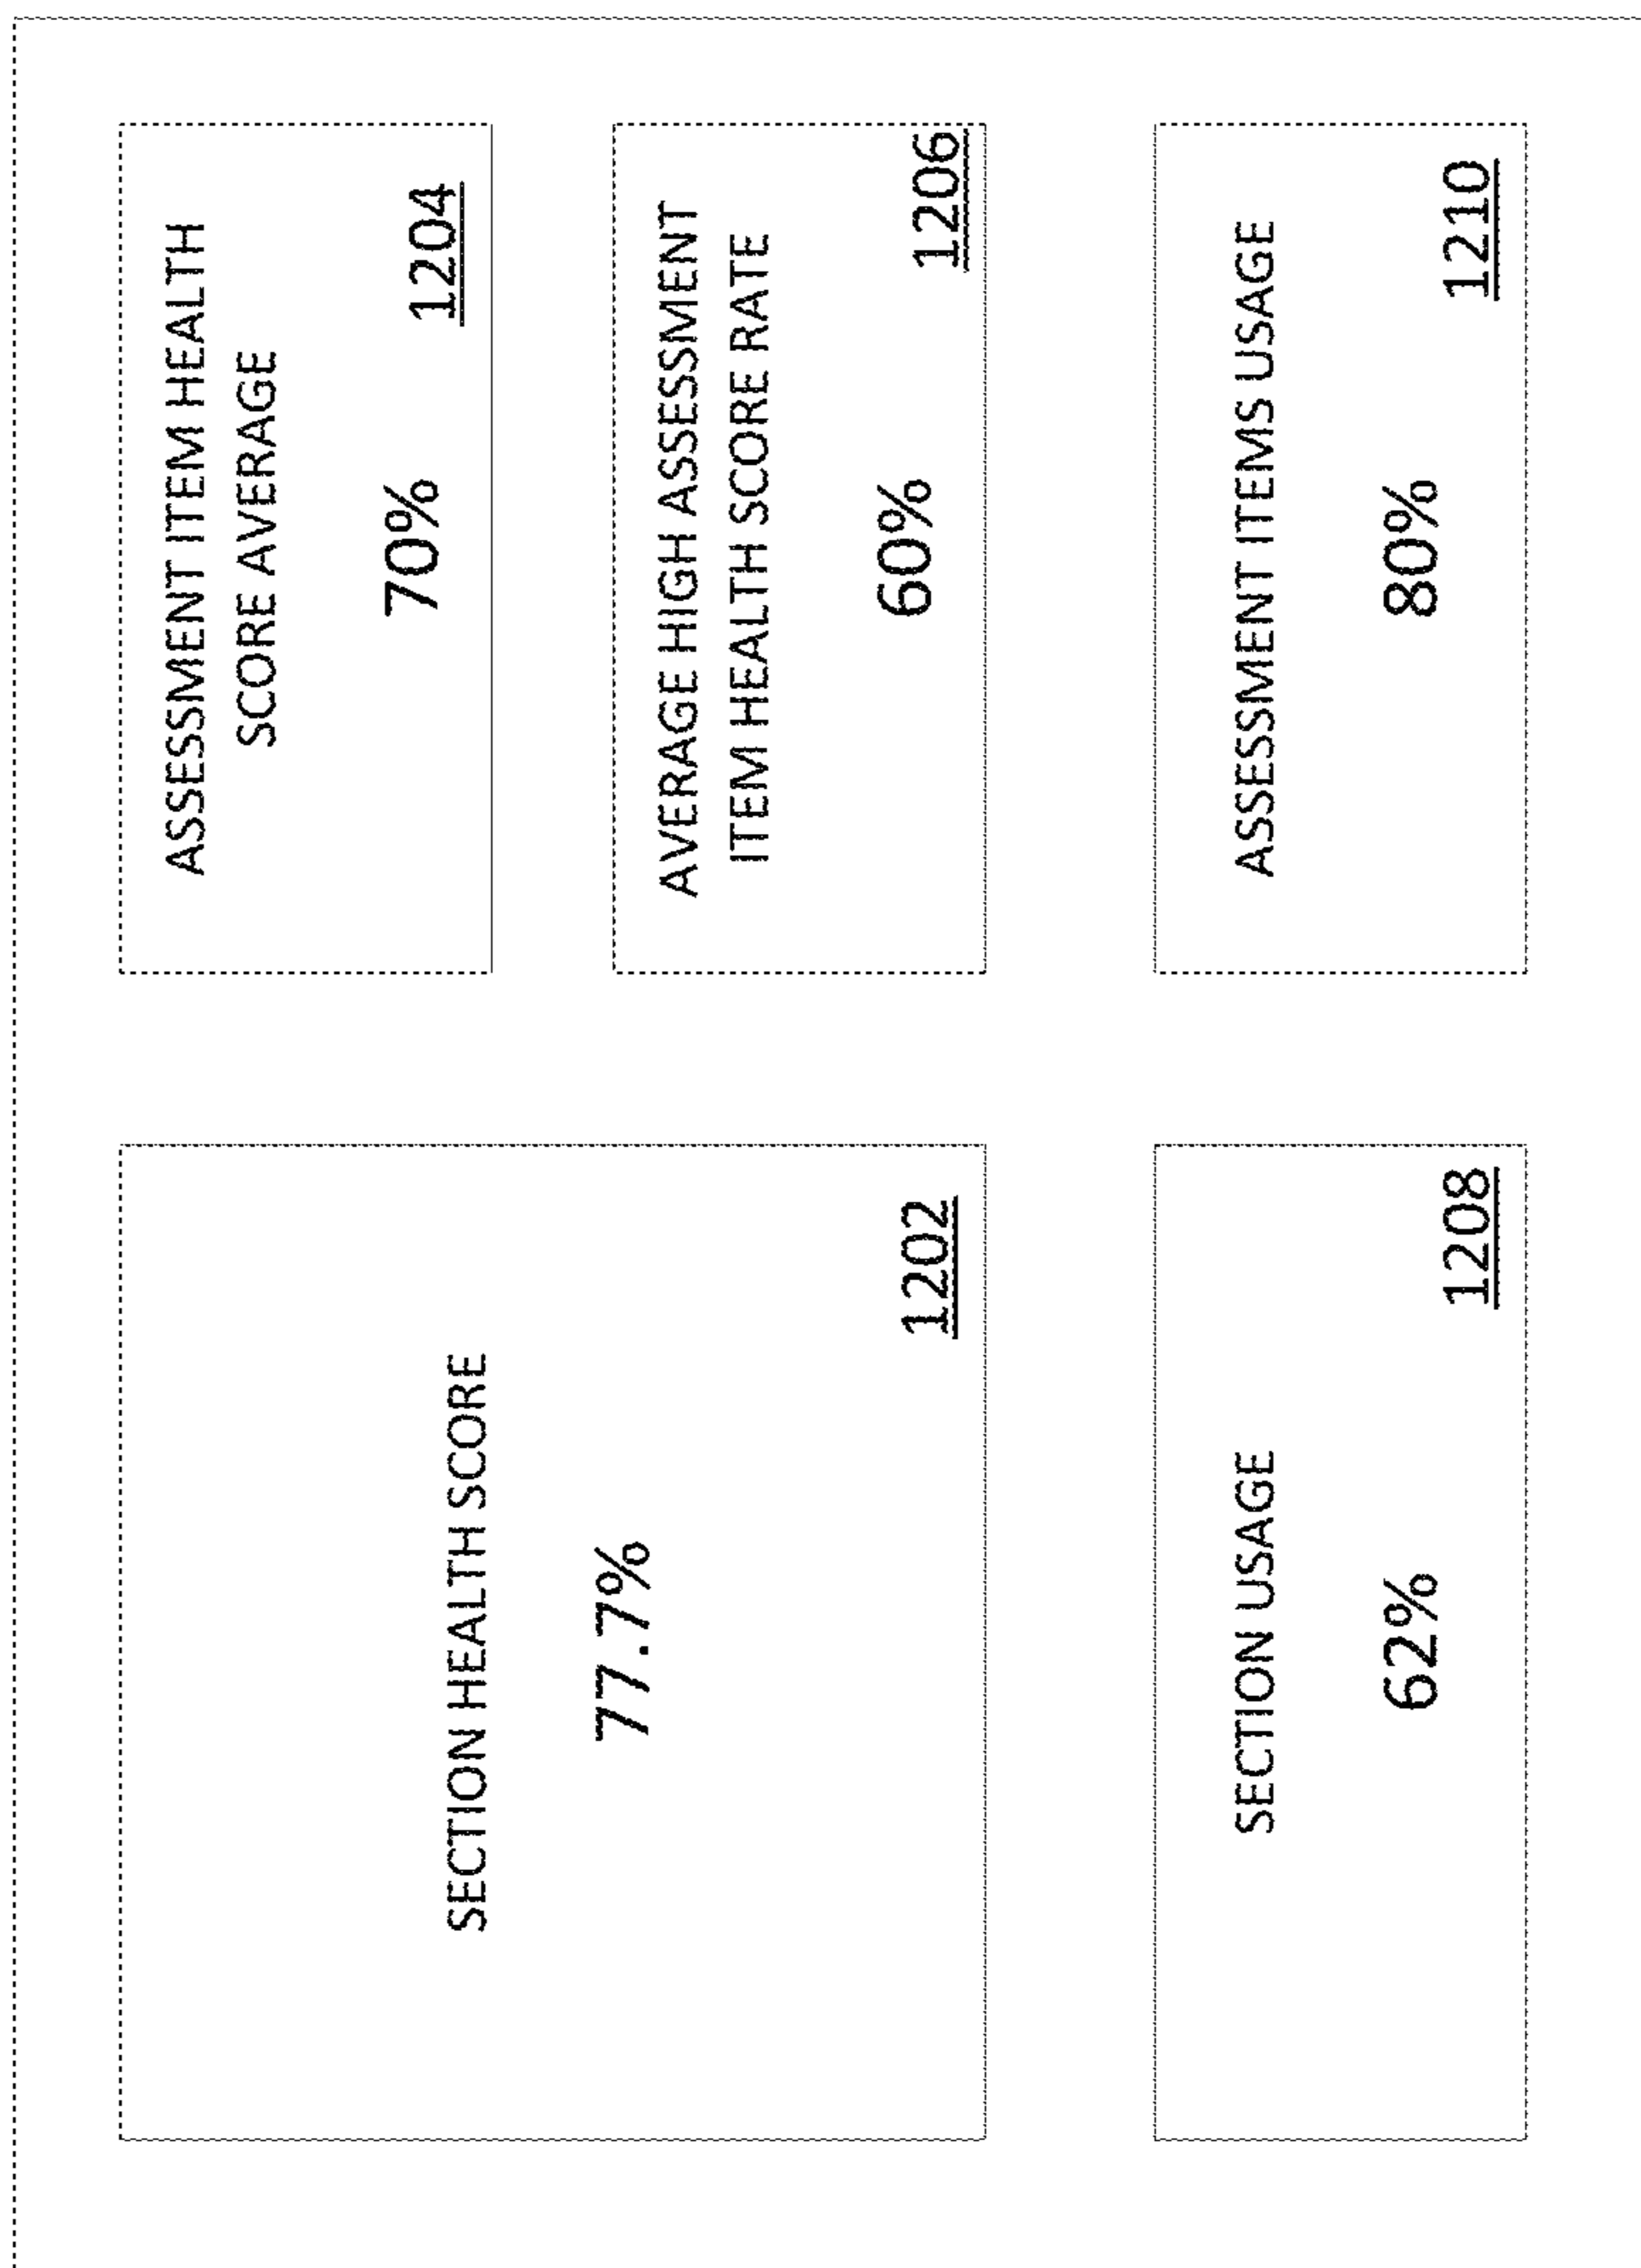 SECTION HEALTH SCORE
77.7%
1202
ASSESSMENT ITEM HEALTH
SCORE AVERAGE
70%
1204
AVERAGE HIGH ASSESSMENT
ITEM HEALTH SCORE RATE
60%
1206
SECTION USAGE
62%
1208
ASSESSMENT ITEMS USAGE
80%
1210